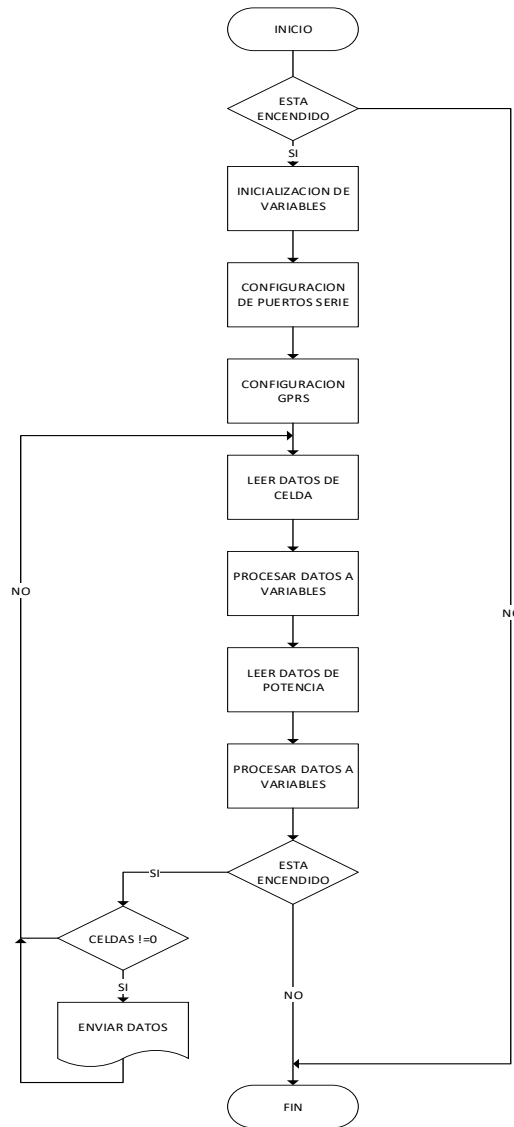 INICIO
ESTA
ENCENDIDO
SI
INICIALIZACION DE
VARIABLES
CONFIGURACION
DE PUERTOS SERIE
CONFIGURACION
GPRS
LEER DATOS DE
CELDA
NO
PROCESAR DATOS A
VARIABLES
NO
LEER DATOS DE
POTENCIA
PROCESAR DATOS A
VARIABLES
ESTA
ENCENDIDO
SI
CELDAS !=0
SI
NO
ENVIAR DATOS
FIN